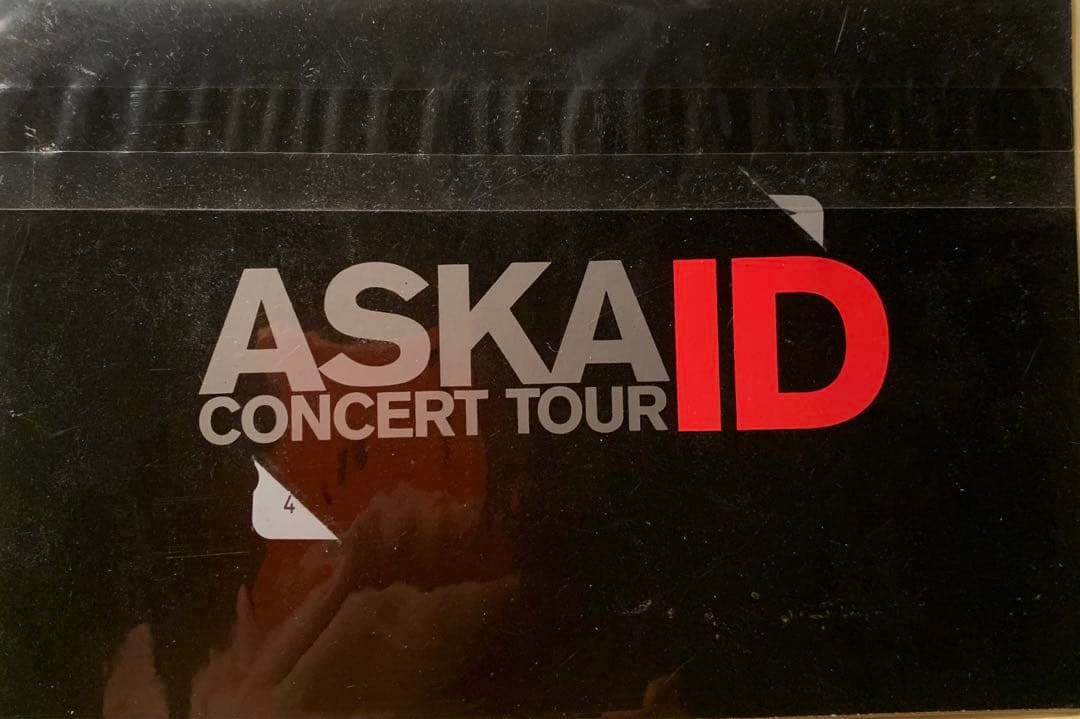 ASKA ID
CONCERT TOUR
4